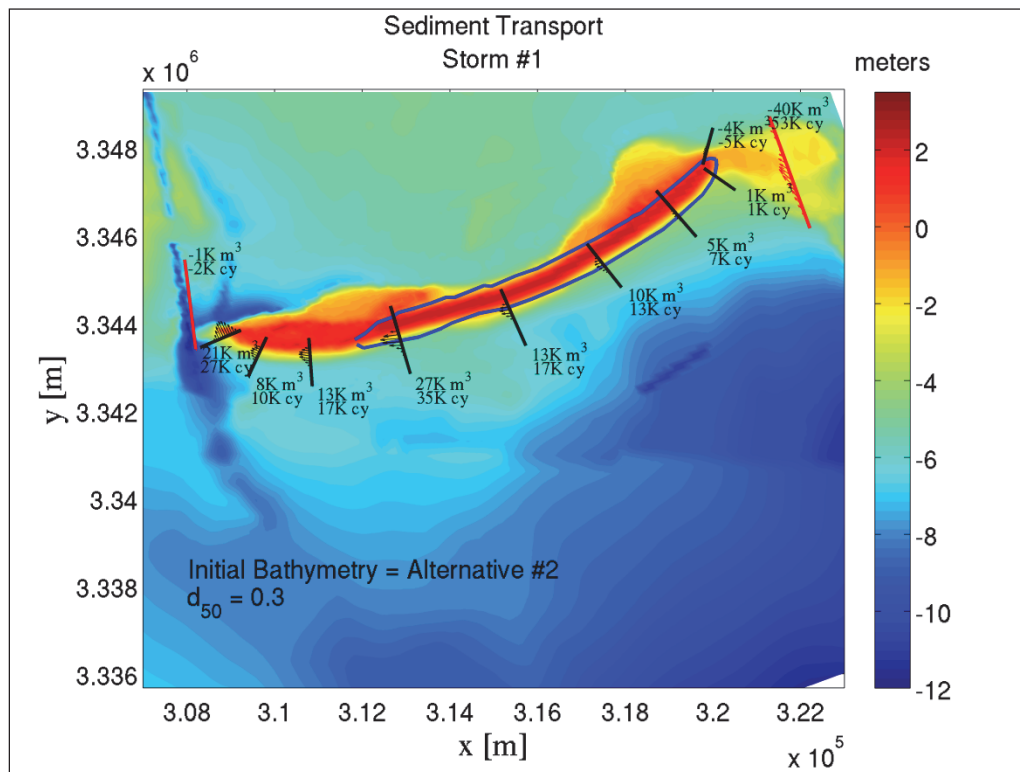 Sediment Transport
Storm #1
x 10^6
meters
3.348
3.346
3.344
3.342
3.34
3.338
3.336
y [m]
-40K m^3
53K cy
-4K m^3
-5K cy
1K m^3
1K cy
5K m^3
7K cy
10K m^3
13K cy
13K m^3
17K cy
27K m^3
35K cy
13K m^3
17K cy
8K m^3
10K cy
21K m^3
27K cy
-1K m^3
-2K cy
Initial Bathymetry = Alternative #2
d_50 = 0.3
2
0
-2
-4
-6
-8
-10
-12
3.08
3.1
3.12
3.14
3.16
3.18
3.2
3.22
x [m]
x 10^5